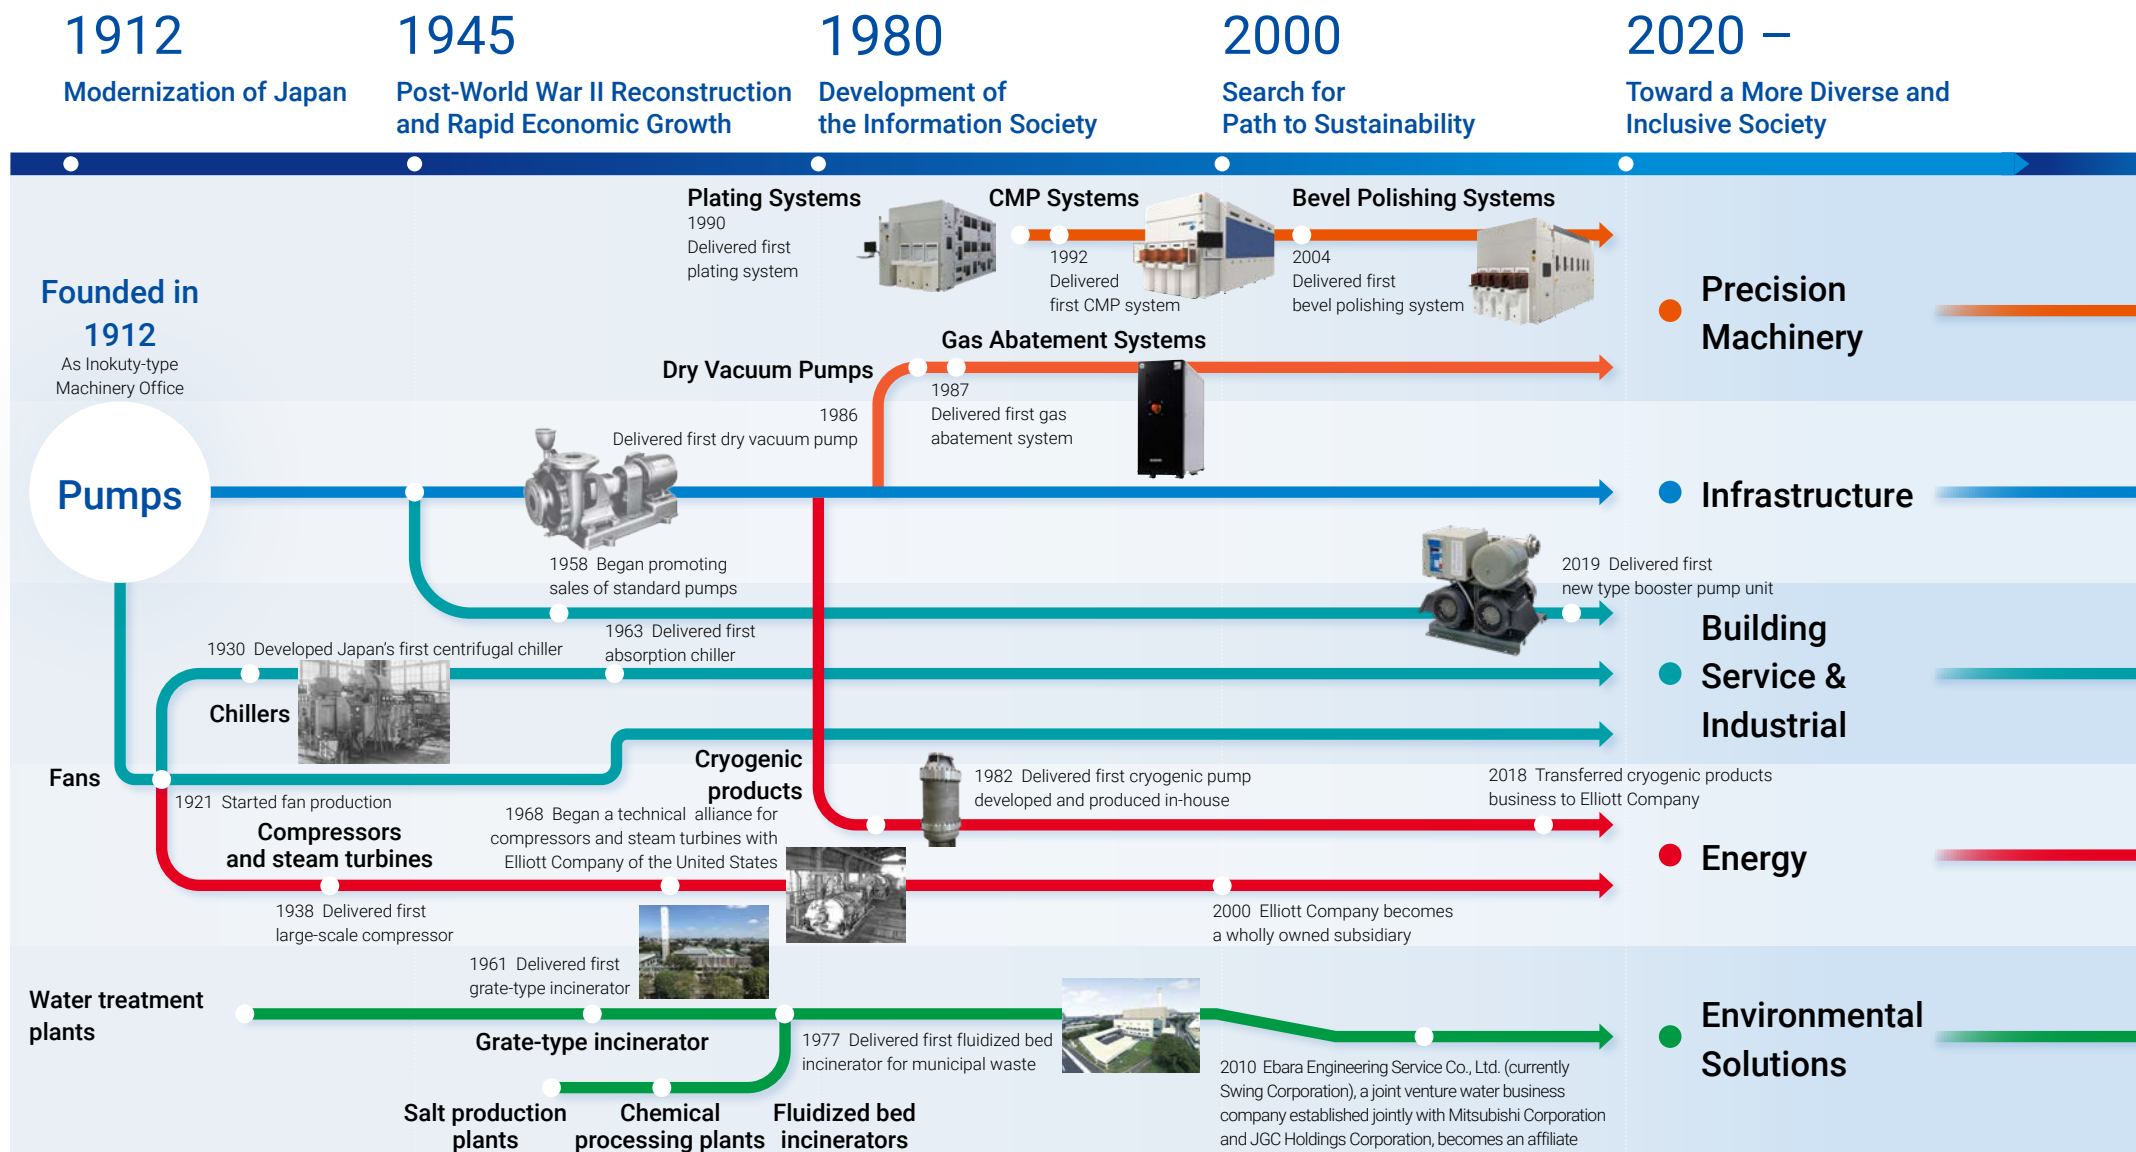 1912
Modernization of Japan
1945
Post-World War II Reconstruction
and Rapid Economic Growth
1980
Development of
the Information Society
2000
Search for
Path to Sustainability
2020 –
Toward a More Diverse and
Inclusive Society
Plating Systems
1990
Delivered first
plating system
CMP Systems
1992
Delivered
first CMP system
Bevel Polishing Systems
2004
Delivered first
bevel polishing system
Precision
Machinery
Founded in
1912
As Inokuty-type
Machinery Office
Pumps
Gas Abatement Systems
Dry Vacuum Pumps
1986
Delivered first dry vacuum pump
1987
Delivered first gas
abatement system
Infrastructure
1958 Began promoting
sales of standard pumps
2019 Delivered first
new type booster pump unit
1930 Developed Japan's first centrifugal chiller
1963 Delivered first
absorption chiller
Chillers
Building
Service &
Industrial
Fans
1921 Started fan production
Cryogenic
products
1982 Delivered first cryogenic pump
developed and produced in-house
2018 Transferred cryogenic products
business to Elliott Company
Compressors
and steam turbines
1968 Began a technical alliance for
compressors and steam turbines with
Elliott Company of the United States
Energy
1938 Delivered first
large-scale compressor
2000 Elliott Company becomes
a wholly owned subsidiary
Water treatment
plants
1961 Delivered first
grate-type incinerator
Grate-type incinerator
1977 Delivered first fluidized bed
incinerator for municipal waste
Environmental
Solutions
Salt production
plants
Chemical
processing plants
Fluidized bed
incinerators
2010 Ebara Engineering Service Co., Ltd. (currently
Swing Corporation), a joint venture water business
company established jointly with Mitsubishi Corporation
and JGC Holdings Corporation, becomes an affiliate